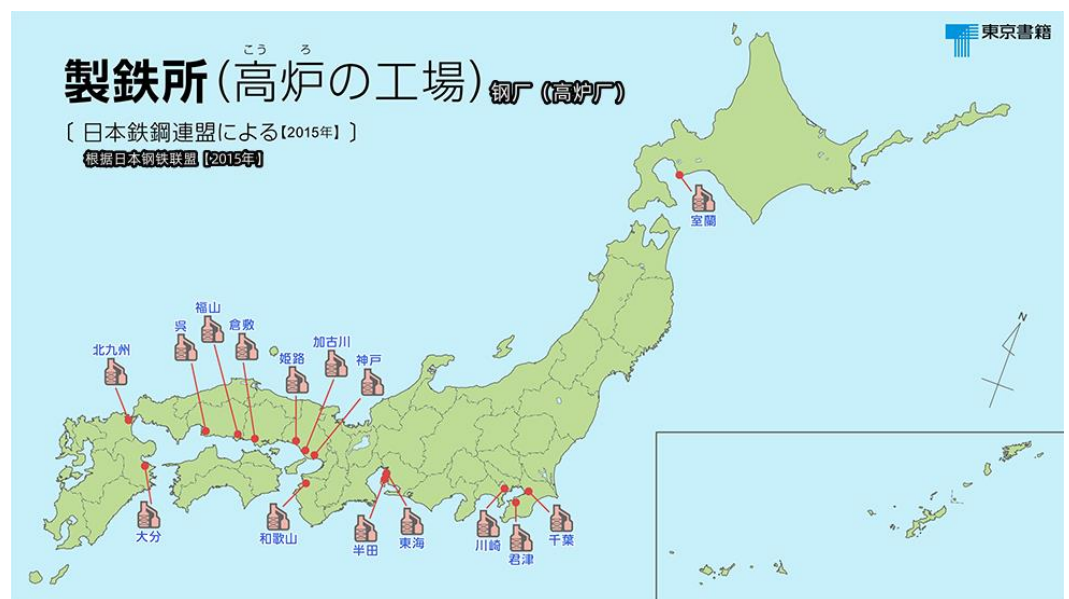 東京書籍
こうろ
製鉄所(高炉の工場)钢厂（高炉厂）
〔 日本鉄鋼連盟による【2015年】 〕
根据日本钢铁联盟【2015年】
室蘭
N
福山
呉
倉敷
加古川
北九州
姫路
神戸
大分
和歌山
半田
東海
川崎
君津
千葉